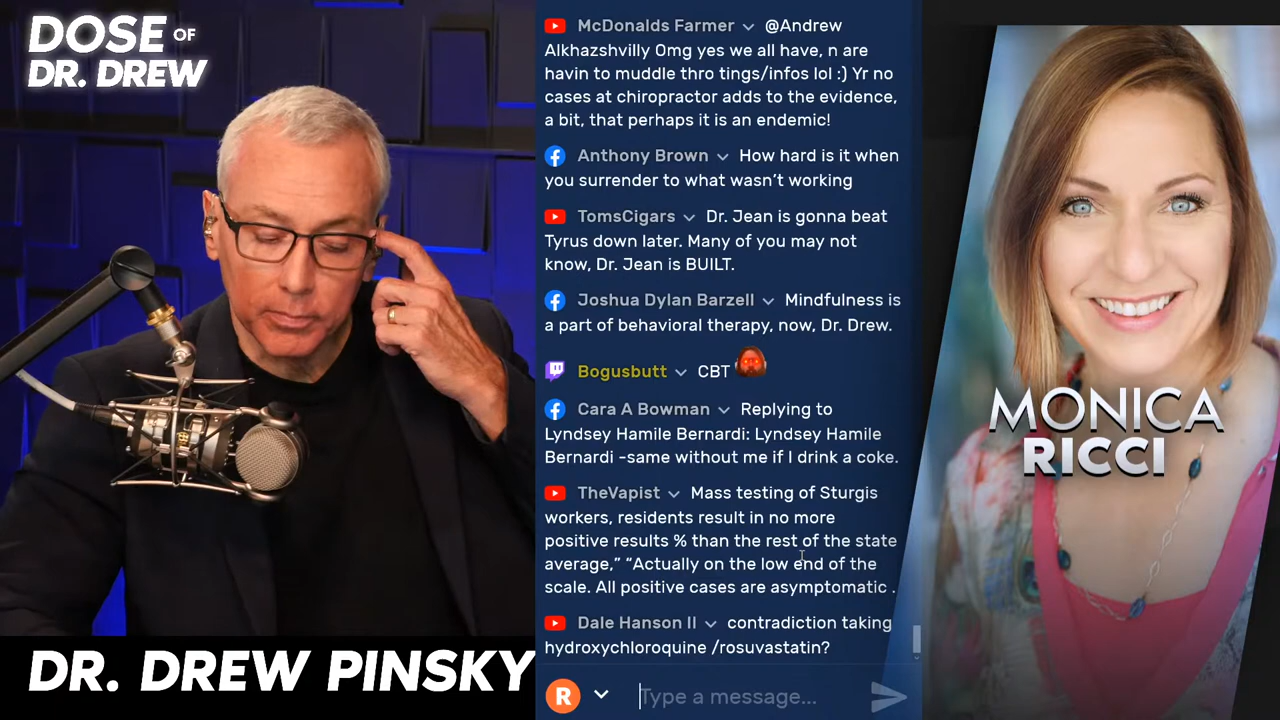 DOSE OF
DR. DREW
DR. DREW PINSKY
McDonalds Farmer @Andrew
Alkhazshvilly Omg yes we all have, n are
havin to muddle thro tings/infos lol :) Yr no
cases at chiropractor adds to the evidence,
a bit, that perhaps it is an endemic!
Anthony Brown How hard is it when
you surrender to what wasn’t working
TomsCigars Dr. Jean is gonna beat
Tyrus down later. Many of you may not
know, Dr. Jean is BUILT.
Joshua Dylan Barzell Mindfulness is
a part of behavioral therapy, now, Dr. Drew.
Bogusbutt CBT
Cara A Bowman Replying to
Lyndsey Hamile Bernardi: Lyndsey Hamile
Bernardi -same without me if I drink a coke.
TheVapist Mass testing of Sturgis
workers, residents result in no more
positive results % than the rest of the state
average,” “Actually on the low end of the
scale. All positive cases are asymptomatic .
Dale Hanson II contradiction taking
hydroxychloroquine /rosuvastatin?
R
Type a message...
MONICA
RICCI